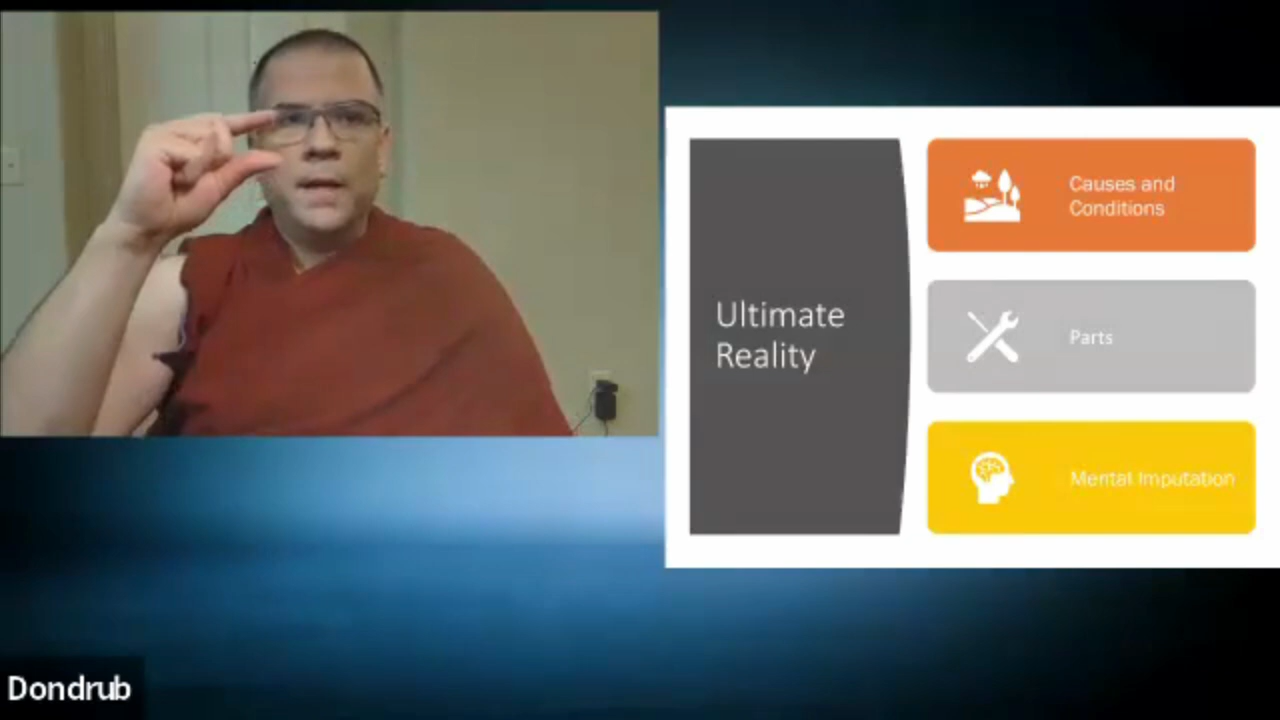 Ultimate
Reality
Causes and
Conditions
Parts
Mental Imputation
Dondrub